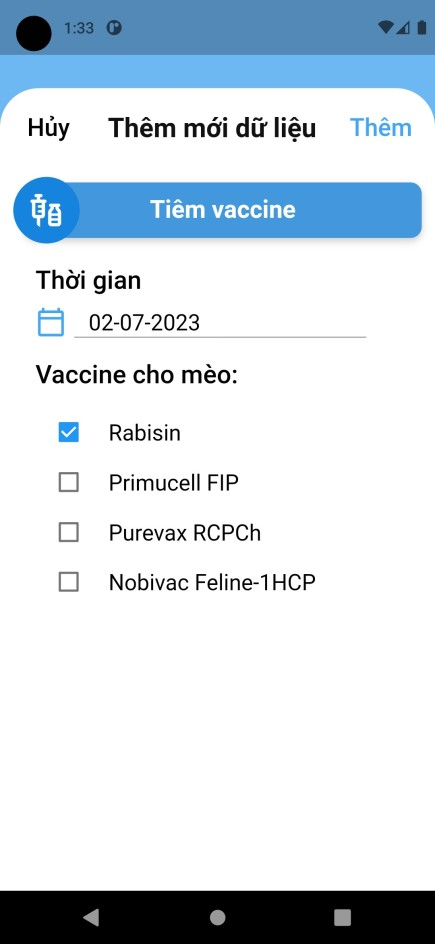 1:33
Hủy Thêm mới dữ liệu Thêm
Tiêm vaccine
Thời gian
02-07-2023
Vaccine cho mèo:
Rabisin
Primucell FIP
Purevax RCPCh
Nobivac Feline-1HCP